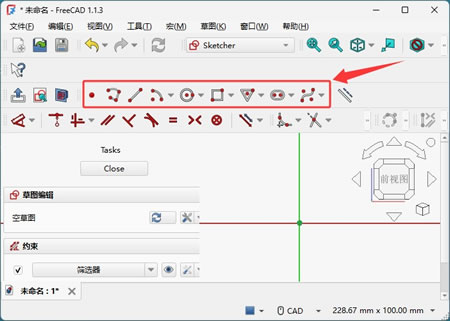 * 未命名 - FreeCAD 1.1.3
文件(F) 编辑(E) 视图(V) 工具(T) 宏(M) 草图(K) 窗口(W) 帮助(H)
Sketcher
Tasks
Close
草图编辑
空草图
约束
筛选器
前视图
未命名 : 1*
CAD 228.67 mm x 100.00 mm